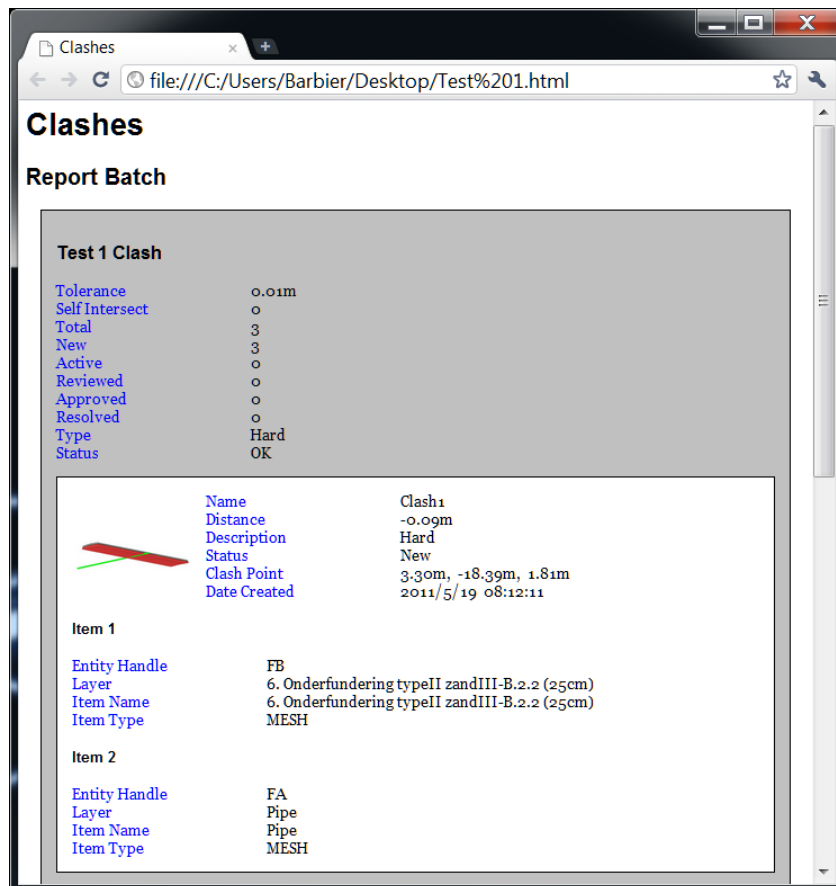 Clashes
file:///C:/Users/Barbier/Desktop/Test%201.html
Clashes
Report Batch
Test 1 Clash
Tolerance 0.01m
Self Intersect 0
Total 3
New 3
Active 0
Reviewed 0
Approved 0
Resolved 0
Type Hard
Status OK
Name Clash1
Distance -0.09m
Description Hard
Status New
Clash Point 3.30m, -18.39m, 1.81m
Date Created 2011/5/19 08:12:11
Item 1
Entity Handle FB
Layer 6. Onderfundering typeII zandIII-B.2.2 (25cm)
Item Name 6. Onderfundering typeII zandIII-B.2.2 (25cm)
Item Type MESH
Item 2
Entity Handle FA
Layer Pipe
Item Name Pipe
Item Type MESH